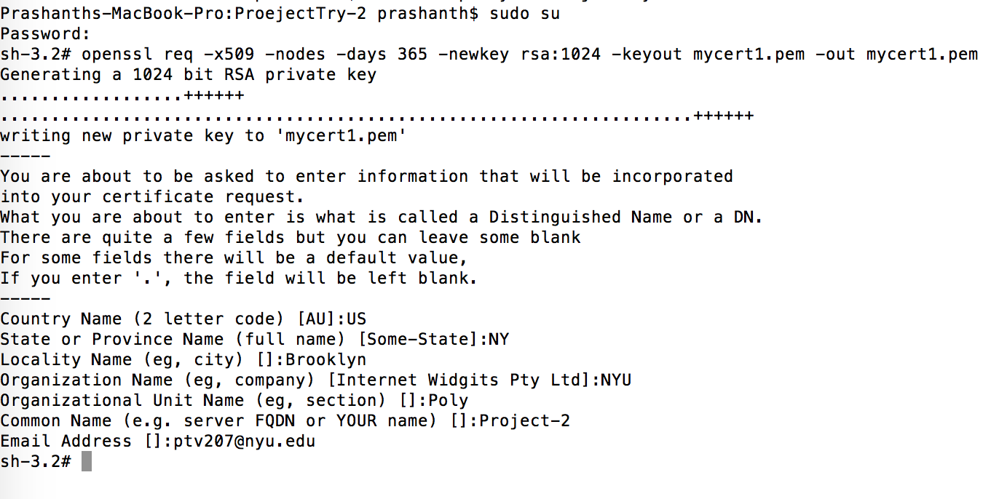 Prashanths-MacBook-Pro:ProejectTry-2 prashanth$ sudo su
Password:
sh-3.2# openssl req -x509 -nodes -days 365 -newkey rsa:1024 -keyout mycert1.pem -out mycert1.pem
Generating a 1024 bit RSA private key
..................++++++
....................................................................++++++
writing new private key to 'mycert1.pem'
-----
You are about to be asked to enter information that will be incorporated
into your certificate request.
What you are about to enter is what is called a Distinguished Name or a DN.
There are quite a few fields but you can leave some blank
For some fields there will be a default value,
If you enter '.', the field will be left blank.
-----
Country Name (2 letter code) [AU]:US
State or Province Name (full name) [Some-State]:NY
Locality Name (eg, city) []:Brooklyn
Organization Name (eg, company) [Internet Widgits Pty Ltd]:NYU
Organizational Unit Name (eg, section) []:Poly
Common Name (e.g. server FQDN or YOUR name) []:Project-2
Email Address []:ptv207@nyu.edu
sh-3.2#